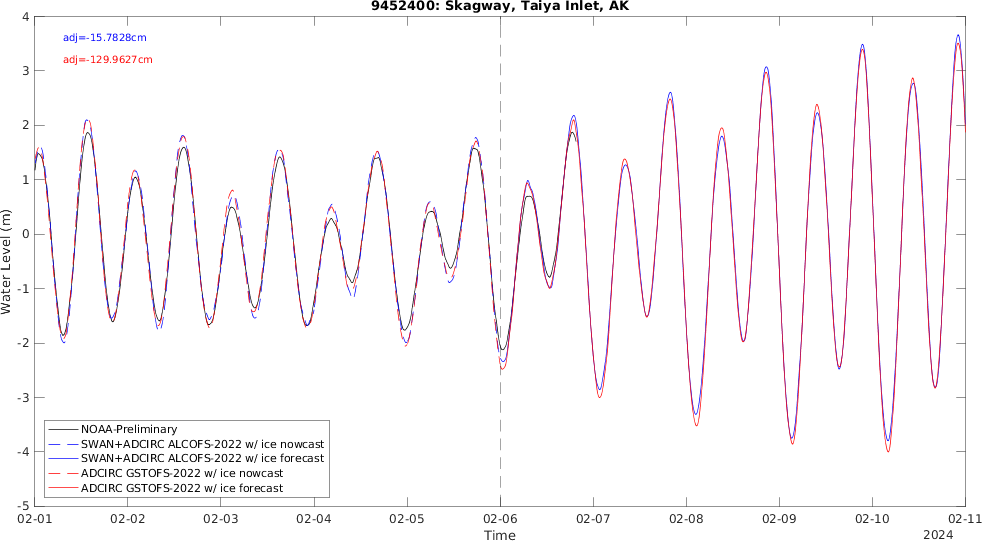 9452400: Skagway, Taiya Inlet, AK
adj=-15.7828cm
adj=-129.9627cm
4
3
2
1
0
-1
-2
-3
-4
-5
Water Level (m)
NOAA-Preliminary
SWAN+ADCIRC ALCOFS-2022 w/ ice nowcast
SWAN+ADCIRC ALCOFS-2022 w/ ice forecast
ADCIRC GSTOFS-2022 w/ ice nowcast
ADCIRC GSTOFS-2022 w/ ice forecast
02-01 02-02 02-03 02-04 02-05 02-06 02-07 02-08 02-09 02-10 02-11
Time
2024